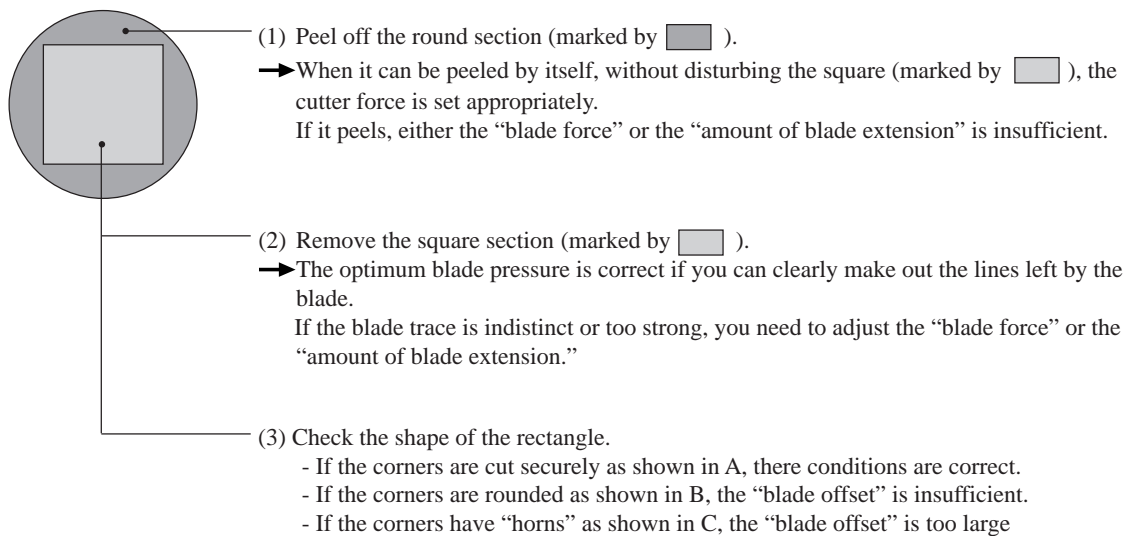 (1) Peel off the round section (marked by ).
When it can be peeled by itself, without disturbing the square (marked by ), the
cutter force is set appropriately.
If it peels, either the “blade force” or the “amount of blade extension” is insufficient.
(2) Remove the square section (marked by ).
The optimum blade pressure is correct if you can clearly make out the lines left by the
blade.
If the blade trace is indistinct or too strong, you need to adjust the “blade force” or the
“amount of blade extension.”
(3) Check the shape of the rectangle.
- If the corners are cut securely as shown in A, there conditions are correct.
- If the corners are rounded as shown in B, the “blade offset” is insufficient.
- If the corners have “horns” as shown in C, the “blade offset” is too large